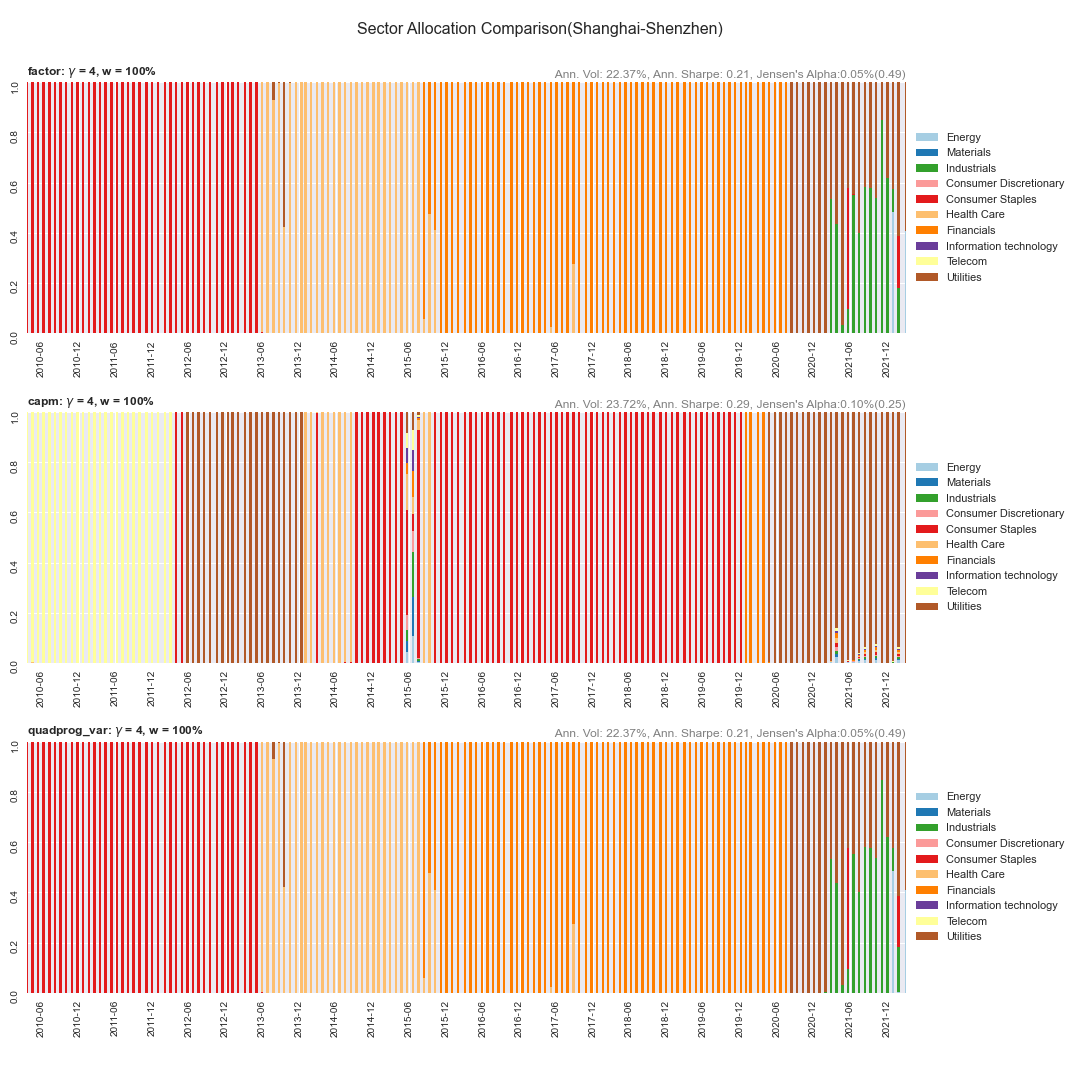 Sector Allocation Comparison(Shanghai-Shenzhen)
factor: γ = 4, w = 100%
Ann. Vol: 22.37%, Ann. Sharpe: 0.21, Jensen's Alpha:0.05%(0.49)
1.0
0.8
0.6
0.4
0.2
0.0
Energy
Materials
Industrials
Consumer Discretionary
Consumer Staples
Health Care
Financials
Information technology
Telecom
Utilities
2010-06 2010-12 2011-06 2011-12 2012-06 2012-12 2013-06 2013-12 2014-06 2014-12 2015-06 2015-12 2016-06 2016-12 2017-06 2017-12 2018-06 2018-12 2019-06 2019-12 2020-06 2020-12 2021-06 2021-12
capm: γ = 4, w = 100%
Ann. Vol: 23.72%, Ann. Sharpe: 0.29, Jensen's Alpha:0.10%(0.25)
1.0
0.8
0.6
0.4
0.2
0.0
Energy
Materials
Industrials
Consumer Discretionary
Consumer Staples
Health Care
Financials
Information technology
Telecom
Utilities
2010-06 2010-12 2011-06 2011-12 2012-06 2012-12 2013-06 2013-12 2014-06 2014-12 2015-06 2015-12 2016-06 2016-12 2017-06 2017-12 2018-06 2018-12 2019-06 2019-12 2020-06 2020-12 2021-06 2021-12
quadprog_var: γ = 4, w = 100%
Ann. Vol: 22.37%, Ann. Sharpe: 0.21, Jensen's Alpha:0.05%(0.49)
1.0
0.8
0.6
0.4
0.2
0.0
Energy
Materials
Industrials
Consumer Discretionary
Consumer Staples
Health Care
Financials
Information technology
Telecom
Utilities
2010-06 2010-12 2011-06 2011-12 2012-06 2012-12 2013-06 2013-12 2014-06 2014-12 2015-06 2015-12 2016-06 2016-12 2017-06 2017-12 2018-06 2018-12 2019-06 2019-12 2020-06 2020-12 2021-06 2021-12